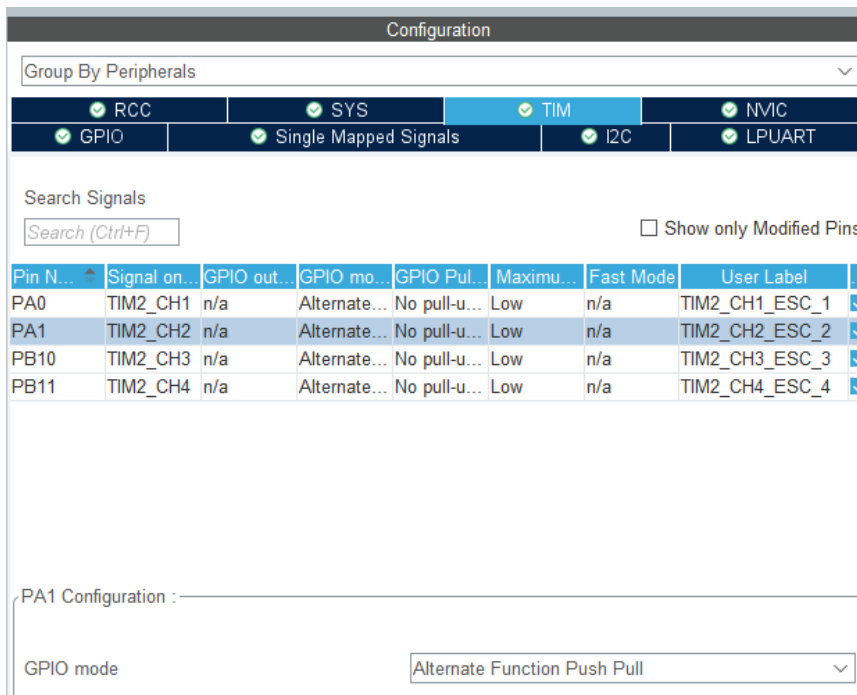 Configuration
Group By Peripherals
RCC SYS TIM NVIC
GPIO Single Mapped Signals I2C LPUART
Search Signals
Search (Ctrl+F)
Show only Modified Pins
Pin N... Signal on... GPIO out... GPIO mo... GPIO Pul... Maximu... Fast Mode User Label
PA0 TIM2_CH1 n/a Alternate... No pull-u... Low n/a TIM2_CH1_ESC_1
PA1 TIM2_CH2 n/a Alternate... No pull-u... Low n/a TIM2_CH2_ESC_2
PB10 TIM2_CH3 n/a Alternate... No pull-u... Low n/a TIM2_CH3_ESC_3
PB11 TIM2_CH4 n/a Alternate... No pull-u... Low n/a TIM2_CH4_ESC_4
PA1 Configuration :
GPIO mode Alternate Function Push Pull